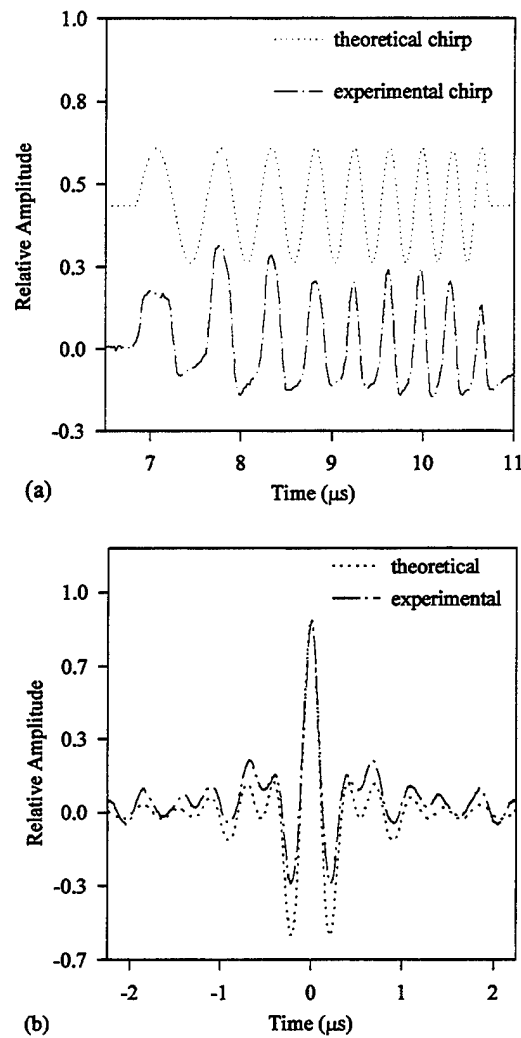 1.0
theoretical chirp
0.8
experimental chirp
0.5
0.3
0.0
-0.3
Relative Amplitude
7 8 9 10 11
(a)
Time (μs)
theoretical
experimental
1.0
0.7
0.3
0.0
-0.3
-0.7
Relative Amplitude
-2 -1 0 1 2
(b)
Time (μs)